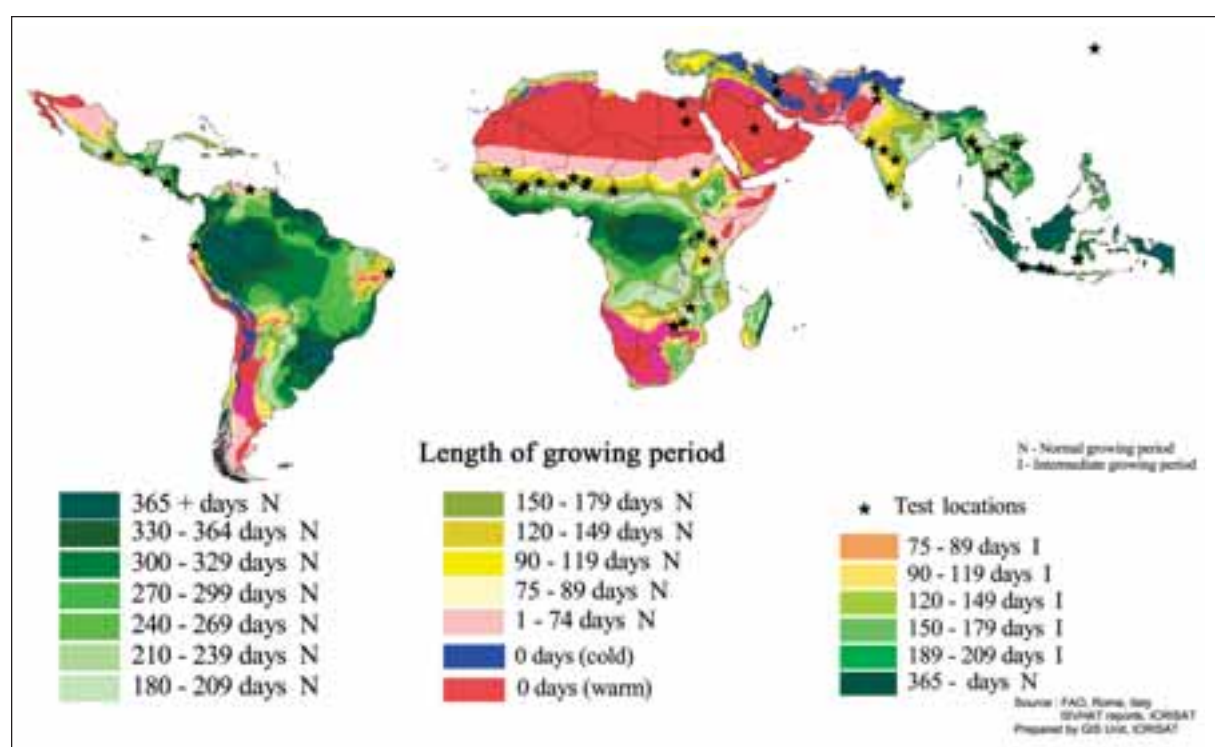 Length of growing period
N - Normal growing period
I - Intermediate growing period
365 + days N
330 - 364 days N
300 - 329 days N
270 - 299 days N
240 - 269 days N
210 - 239 days N
180 - 209 days N
150 - 179 days N
120 - 149 days N
90 - 119 days N
75 - 89 days N
1 - 74 days N
0 days (cold)
0 days (warm)
Test locations
75 - 89 days I
90 - 119 days I
120 - 149 days I
150 - 179 days I
189 - 209 days I
365 - days N
Source : FAO, Rome, Italy
ISVHAT reports, ICRISAT
Prepared by GIS Unit, ICRISAT